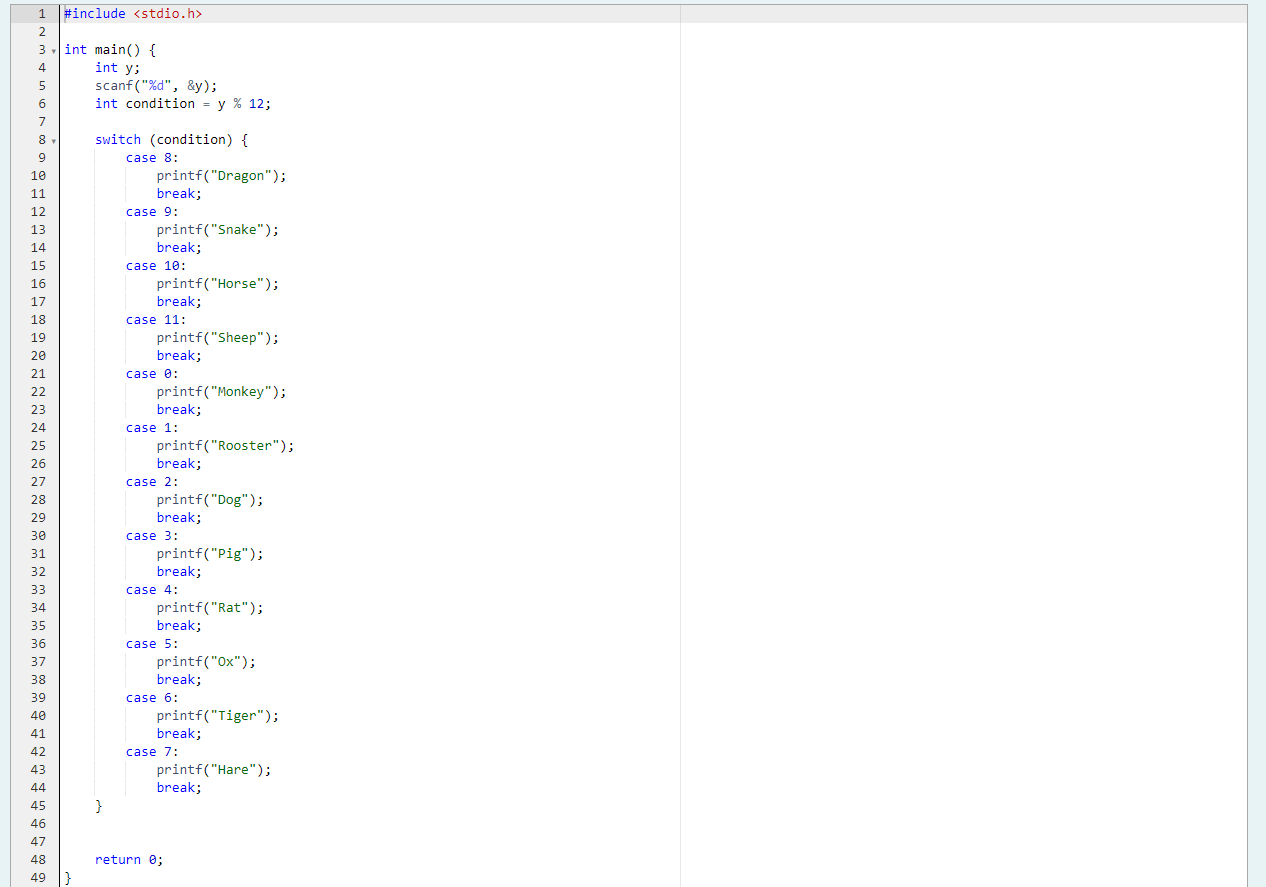 1 #include <stdio.h>
2
3 int main() {
4     int y;
5     scanf("%d", &y);
6     int condition = y % 12;
7
8     switch (condition) {
9         case 8:
10             printf("Dragon");
11             break;
12         case 9:
13             printf("Snake");
14             break;
15         case 10:
16             printf("Horse");
17             break;
18         case 11:
19             printf("Sheep");
20             break;
21         case 0:
22             printf("Monkey");
23             break;
24         case 1:
25             printf("Rooster");
26             break;
27         case 2:
28             printf("Dog");
29             break;
30         case 3:
31             printf("Pig");
32             break;
33         case 4:
34             printf("Rat");
35             break;
36         case 5:
37             printf("Ox");
38             break;
39         case 6:
40             printf("Tiger");
41             break;
42         case 7:
43             printf("Hare");
44             break;
45     }
46
47
48     return 0;
49 }